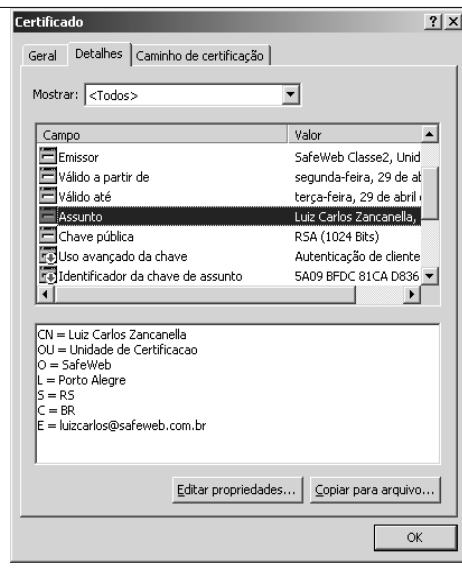 Certificado
Geral Detalhes Caminho de certificação
Mostrar: <Todos>
Campo Valor
Emissor SafeWeb Classe2, Unid
Válido a partir de segunda-feira, 29 de ab
Válido até terça-feira, 29 de abril
Assunto Luiz Carlos Zancanella,
Chave pública RSA (1024 Bits)
Uso avançado da chave Autenticação de cliente
Identificador da chave de assunto 5A09 BFDC 81CA D836
CN = Luiz Carlos Zancanella
OU = Unidade de Certificacao
O = SafeWeb
L = Porto Alegre
S = RS
C = BR
E = luizcarlos@safeweb.com.br
Editar propriedades... Copiar para arquivo...
OK